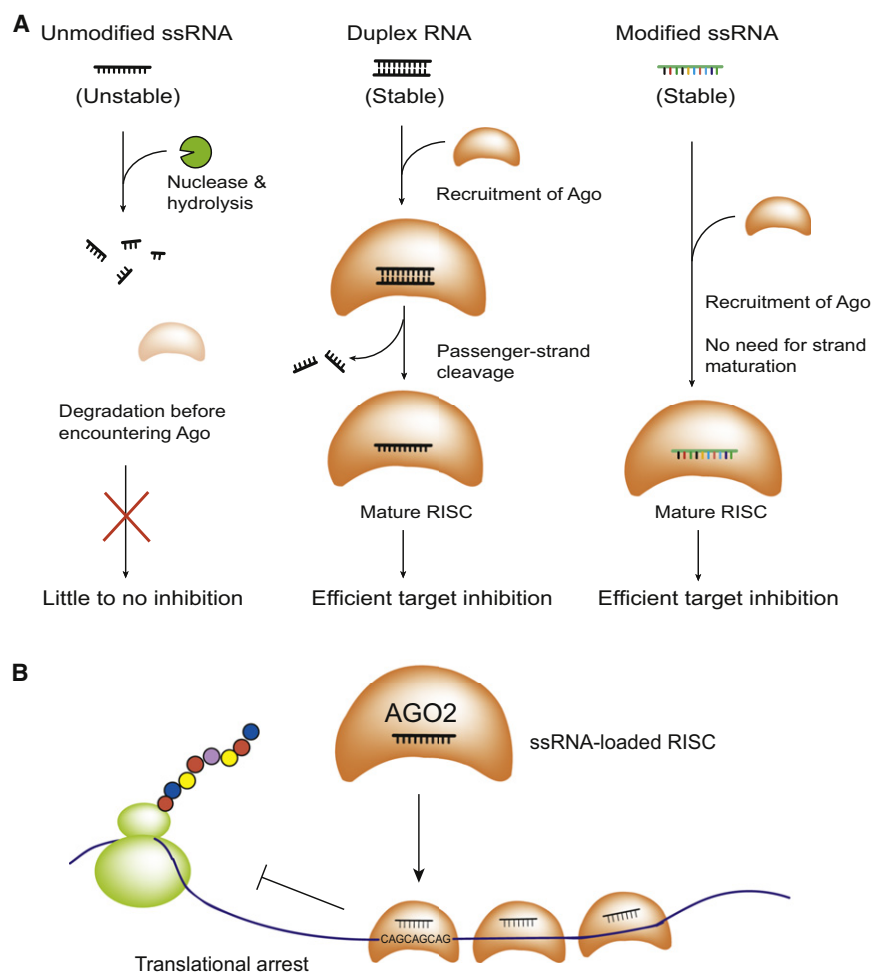 A
Unmodified ssRNA
(Unstable)
Nuclease &
hydrolysis
Degradation before
encountering Ago
Little to no inhibition
Duplex RNA
(Stable)
Recruitment of Ago
Passenger-strand
cleavage
Mature RISC
Efficient target inhibition
Modified ssRNA
(Stable)
Recruitment of Ago
No need for strand
maturation
Mature RISC
Efficient target inhibition
B
AGO2
ssRNA-loaded RISC
CAGCAGCAG
Translational arrest